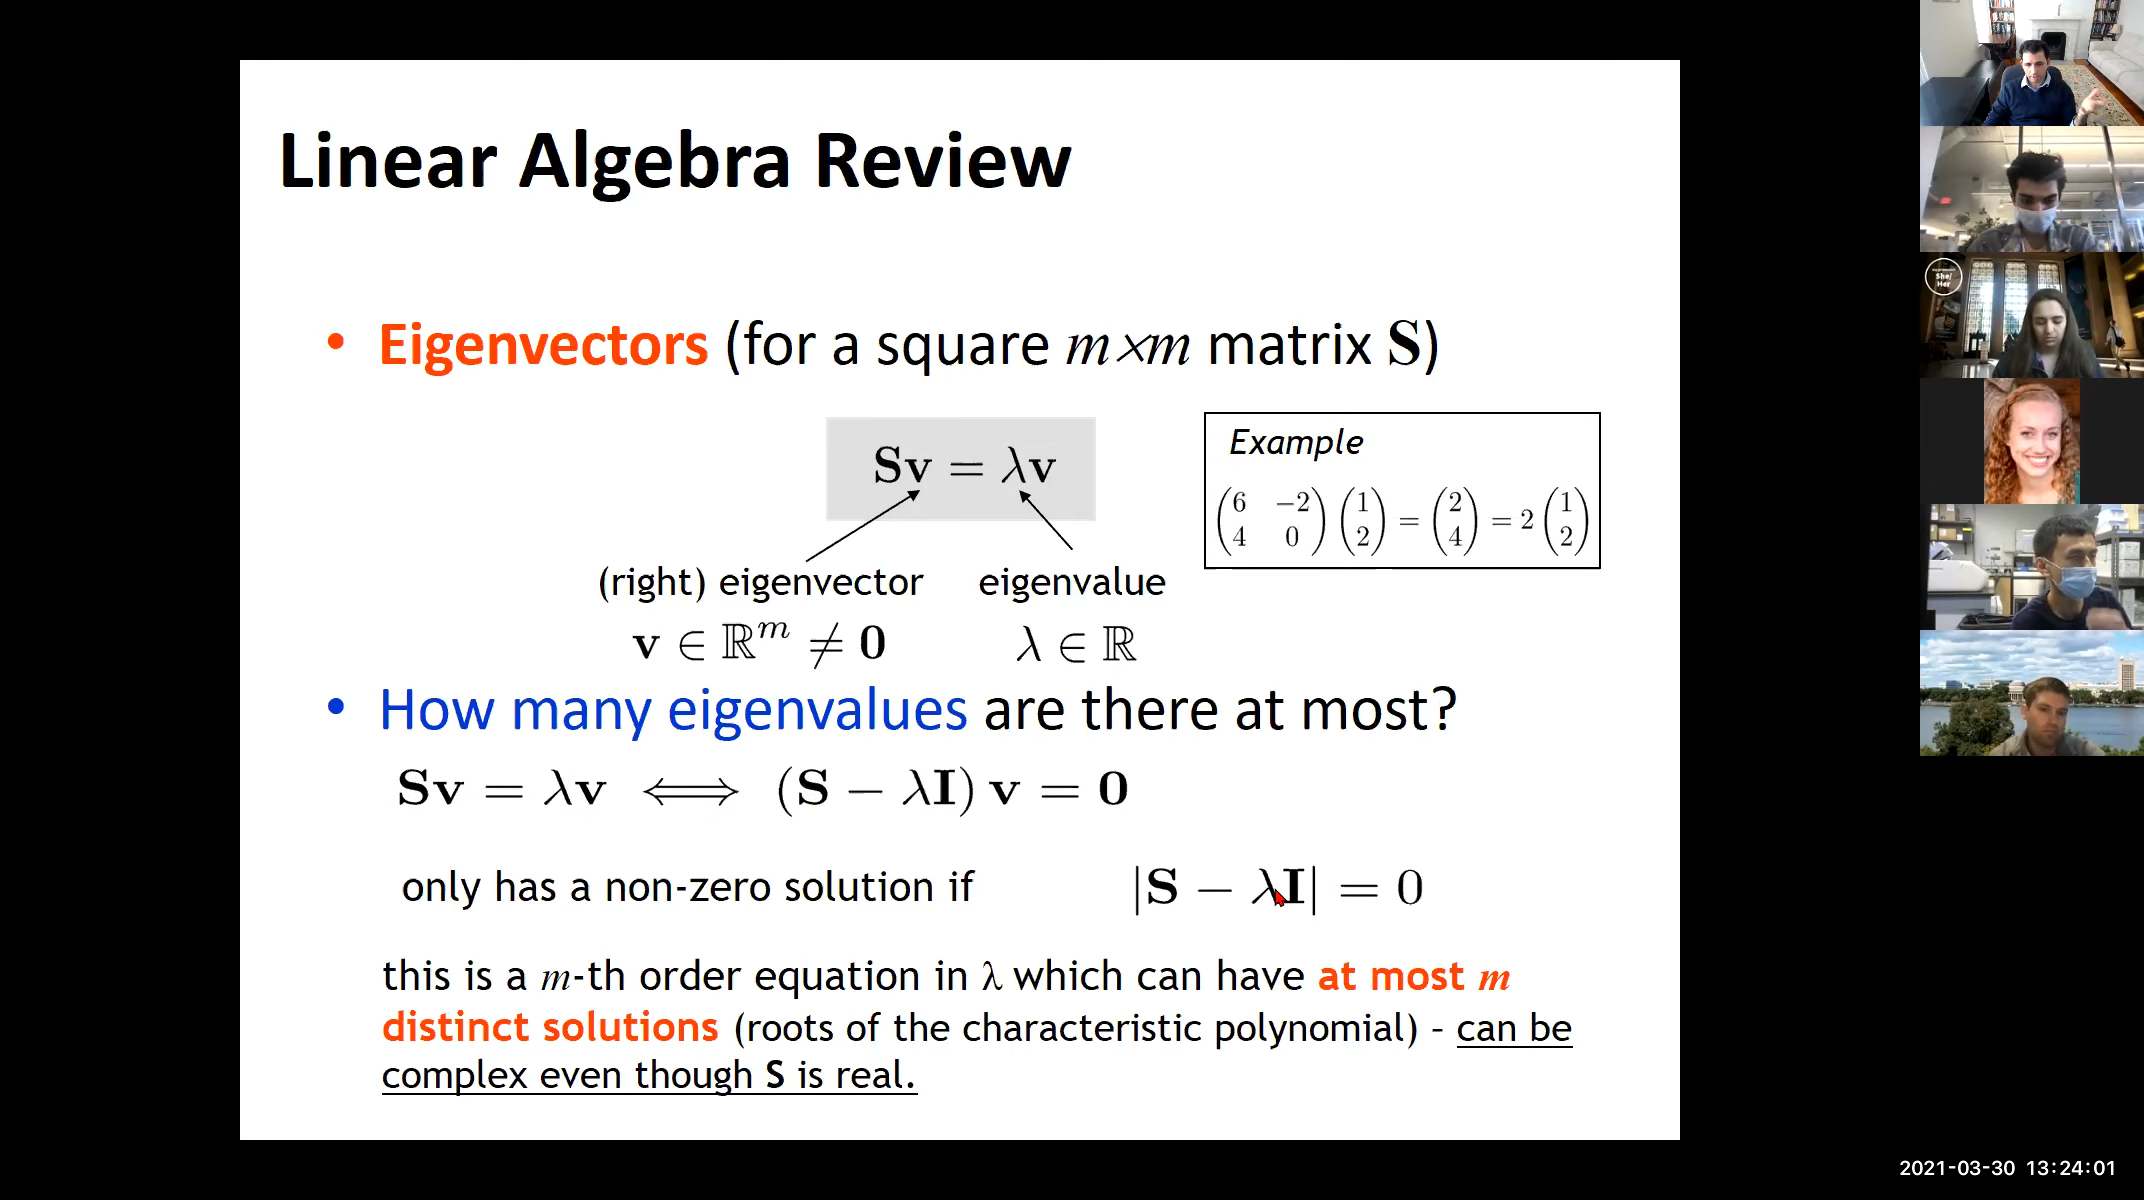 Linear Algebra Review
• Eigenvectors (for a square m×m matrix S)
Sv = λv
(right) eigenvector
eigenvalue
v ∈ ℝᵐ ≠ 0
λ ∈ ℝ
Example
(6 −2) (1) = (2) = 2 (1)
(4 0) (2) (4) (2)
• How many eigenvalues are there at most?
Sv = λv ⟺ (S − λI) v = 0
only has a non-zero solution if |S − λI| = 0
this is a m-th order equation in λ which can have at most m
distinct solutions (roots of the characteristic polynomial) – can be
complex even though S is real.
She/
Her
2021-03-30 13:24:01